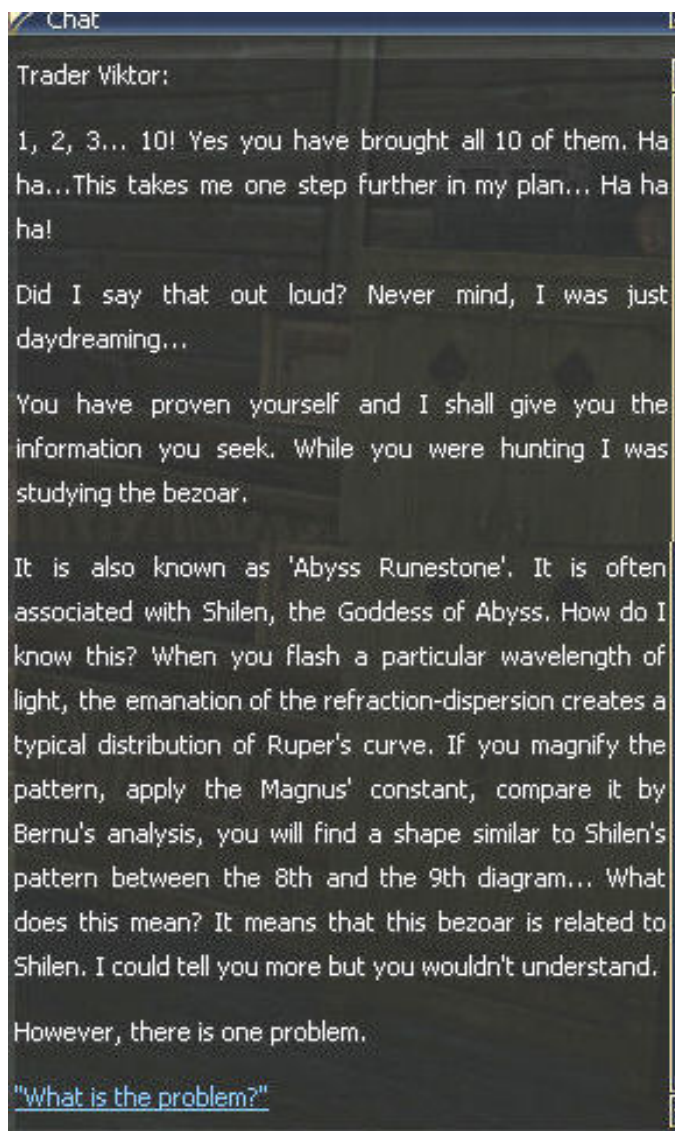 Chat
Trader Viktor:
1, 2, 3... 10! Yes you have brought all 10 of them. Ha
ha...This takes me one step further in my plan... Ha ha
ha!
Did I say that out loud? Never mind, I was just
daydreaming...
You have proven yourself and I shall give you the
information you seek. While you were hunting I was
studying the bezoar.
It is also known as 'Abyss Runestone'. It is often
associated with Shilen, the Goddess of Abyss. How do I
know this? When you flash a particular wavelength of
light, the emanation of the refraction-dispersion creates a
typical distribution of Ruper's curve. If you magnify the
pattern, apply the Magnus' constant, compare it by
Bernu's analysis, you will find a shape similar to Shilen's
pattern between the 8th and the 9th diagram... What
does this mean? It means that this bezoar is related to
Shilen. I could tell you more but you wouldn't understand.
However, there is one problem.
"What is the problem?"